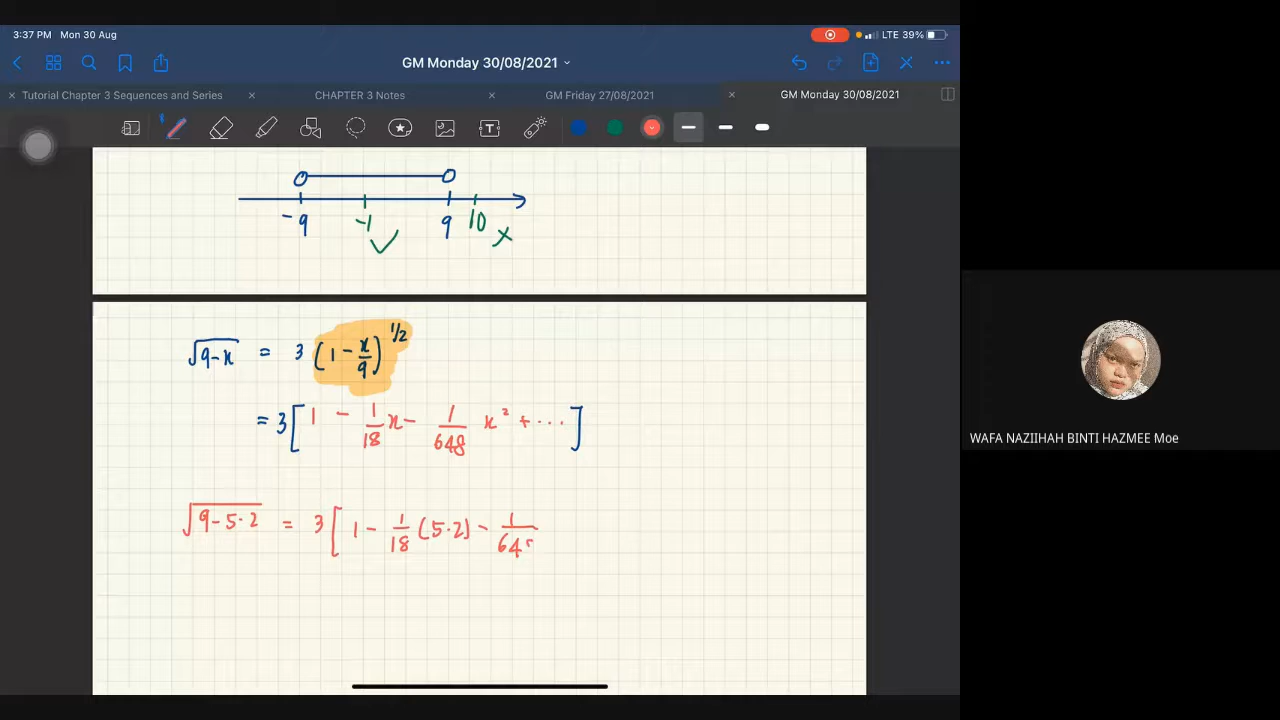 3:37 PM Mon 30 Aug
LTE 39%
GM Monday 30/08/2021
Tutorial Chapter 3 Sequences and Series
CHAPTER 3 Notes
GM Friday 27/08/2021
GM Monday 30/08/2021
-9 -1 9 10 x
√(9-x) = 3 (1 - x/9)^1/2
= 3[1 - 1/18 x - 1/648 x² + ...]
√(9-5.2) = 3[1 - 1/18 (5.2) - 1/64
WAFA NAZIIHAH BINTI HAZMEE Moe